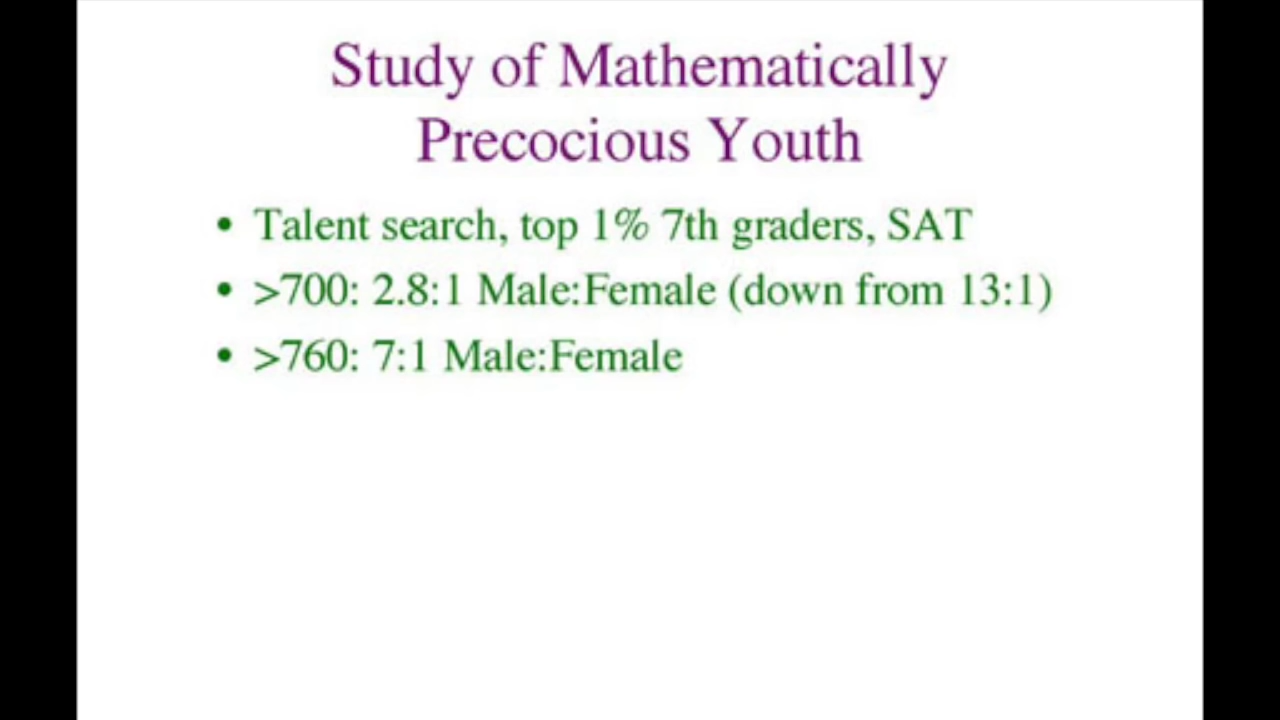 Study of Mathematically
Precocious Youth
• Talent search, top 1% 7th graders, SAT
• >700: 2.8:1 Male:Female (down from 13:1)
• >760: 7:1 Male:Female